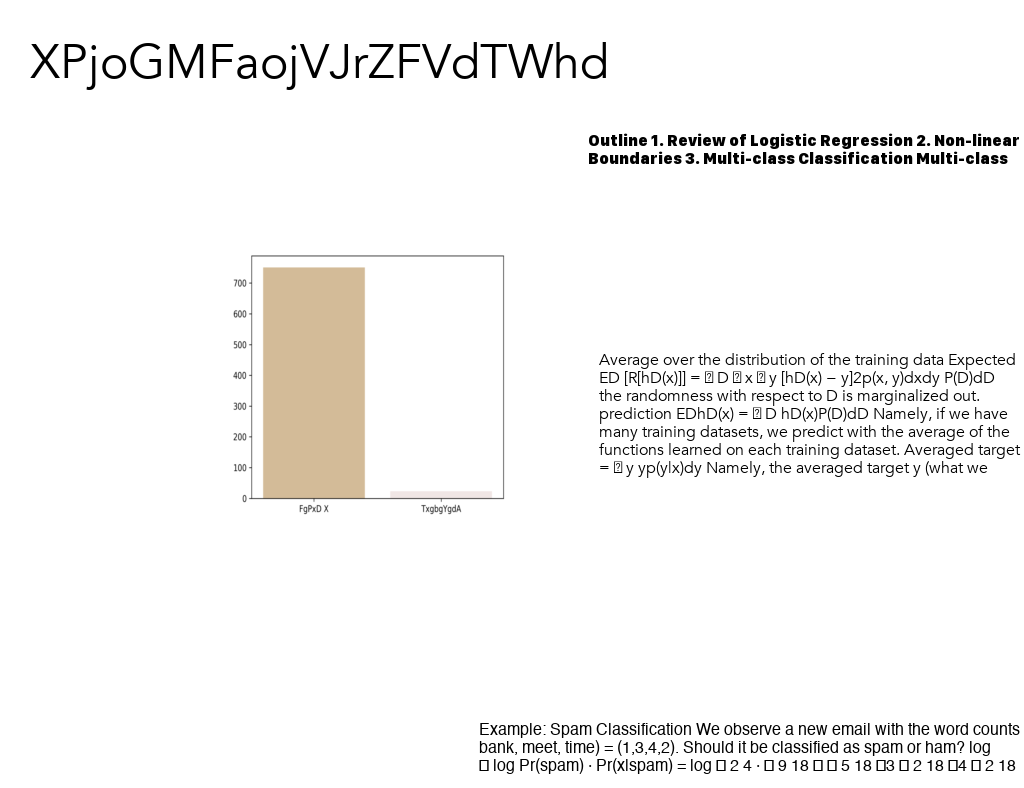 XPjoGMFaojVJrZFVdTWhd
Outline 1. Review of Logistic Regression 2. Non-linear
Boundaries 3. Multi-class Classification Multi-class
700
600
500
400
300
200
100
0
FgPxD X
TxgbgYgdA
Average over the distribution of the training data Expected
ED [R[hD(x)]] = � D � x � y [hD(x) − y]2p(x, y)dxdy P(D)dD
the randomness with respect to D is marginalized out.
prediction EDhD(x) = � D hD(x)P(D)dD Namely, if we have
many training datasets, we predict with the average of the
functions learned on each training dataset. Averaged target
= � y yp(y|x)dy Namely, the averaged target y (what we
Example: Spam Classification We observe a new email with the word counts
bank, meet, time) = (1,3,4,2). Should it be classified as spam or ham? log
� log Pr(spam) · Pr(x|spam) = log � 2 4 · � 9 18 � � 5 18 �3 � 2 18 �4 � 2 18